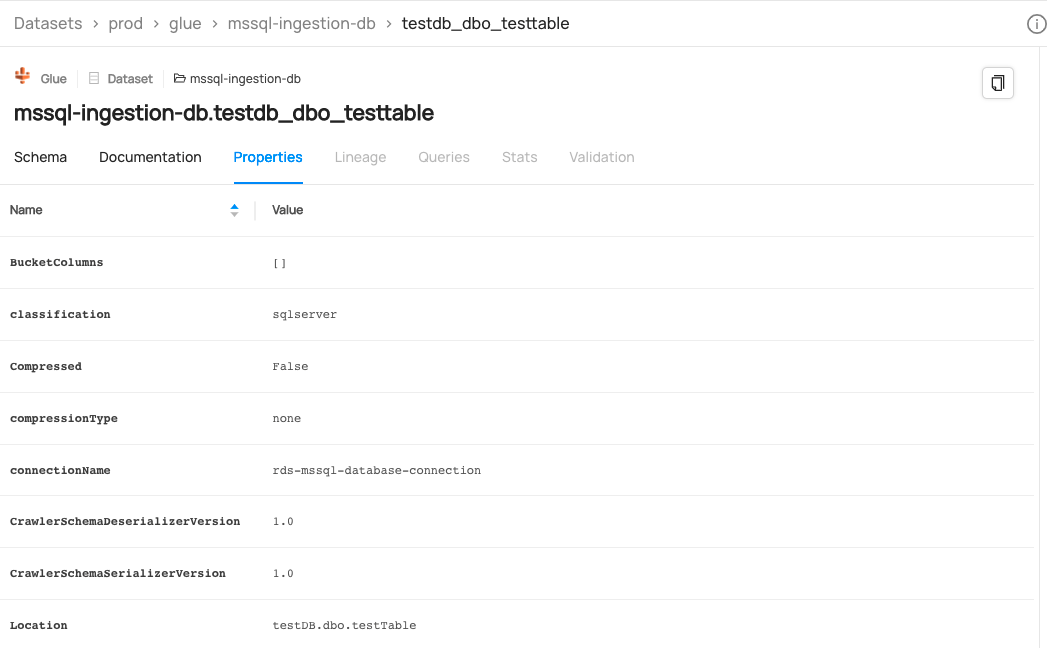 Datasets > prod > glue > mssql-ingestion-db > testdb_dbo_testtable
Glue Dataset mssql-ingestion-db
mssql-ingestion-db.testdb_dbo_testtable
Schema Documentation Properties Lineage Queries Stats Validation
Name Value
BucketColumns []
classification sqlserver
Compressed False
compressionType none
connectionName rds-mssql-database-connection
CrawlerSchemaDeserializerVersion 1.0
CrawlerSchemaSerializerVersion 1.0
Location testDB.dbo.testTable